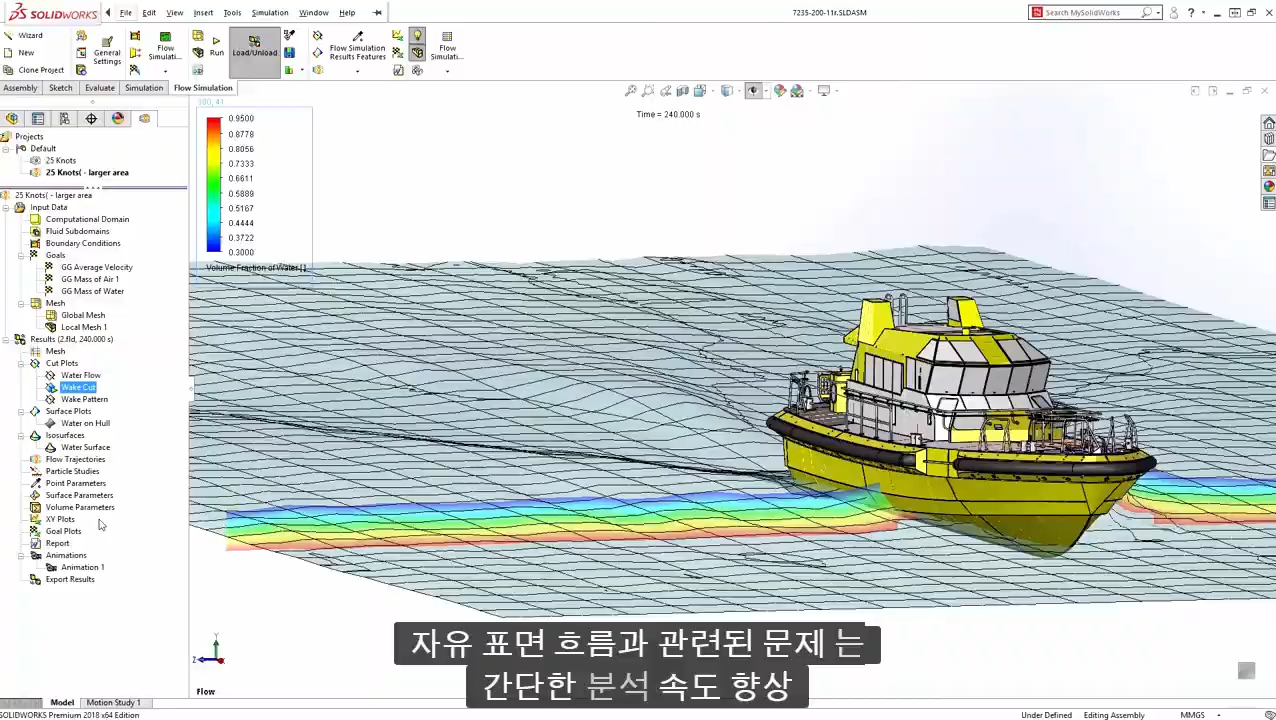 SOLIDWORKS
File Edit View Insert Tools Simulation Window Help
7235-200-11r.SLDASM
Search MySolidWorks
Wizard
New
Clone Project
General Settings
Flow Simulati...
Run
Load/Unload
Flow Simulation Results Features
Flow Simulati...
Assembly Sketch Evaluate Simulation Flow Simulation
Projects
Default
25 Knots
25 Knots( - larger area
25 Knots( - larger area
Input Data
Computational Domain
Fluid Subdomains
Boundary Conditions
Goals
GG Average Velocity
GG Mass of Air 1
GG Mass of Water
Mesh
Global Mesh
Local Mesh 1
Results (2.fld, 240.000 s)
Mesh
Cut Plots
Water Flow
Wake Cut
Wake Pattern
Surface Plots
Water on Hull
Isosurfaces
Water Surface
Flow Trajectories
Particle Studies
Point Parameters
Surface Parameters
Volume Parameters
XY Plots
Goal Plots
Report
Animations
Animation 1
Export Results
0.9500
0.8778
0.8056
0.7333
0.6611
0.5889
0.5167
0.4444
0.3722
0.3000
Volume Fraction of Water [ ]
Time = 240.000 s
자유 표면 흐름과 관련된 문제 는
간단한 분석 속도 향상
Y
Z
Flow
Model Motion Study 1
SOLIDWORKS Premium 2018 x64 Edition
Under Defined Editing Assembly MMGS